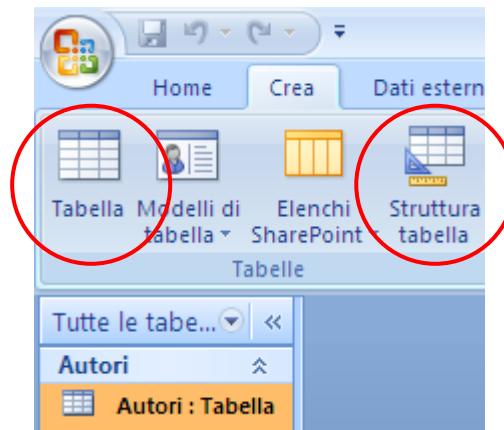 Home Crea Dati estern
Tabella Modelli di tabella Elenchi SharePoint Struttura tabella
Tabelle
Tutte le tabe...
Autori
Autori : Tabella